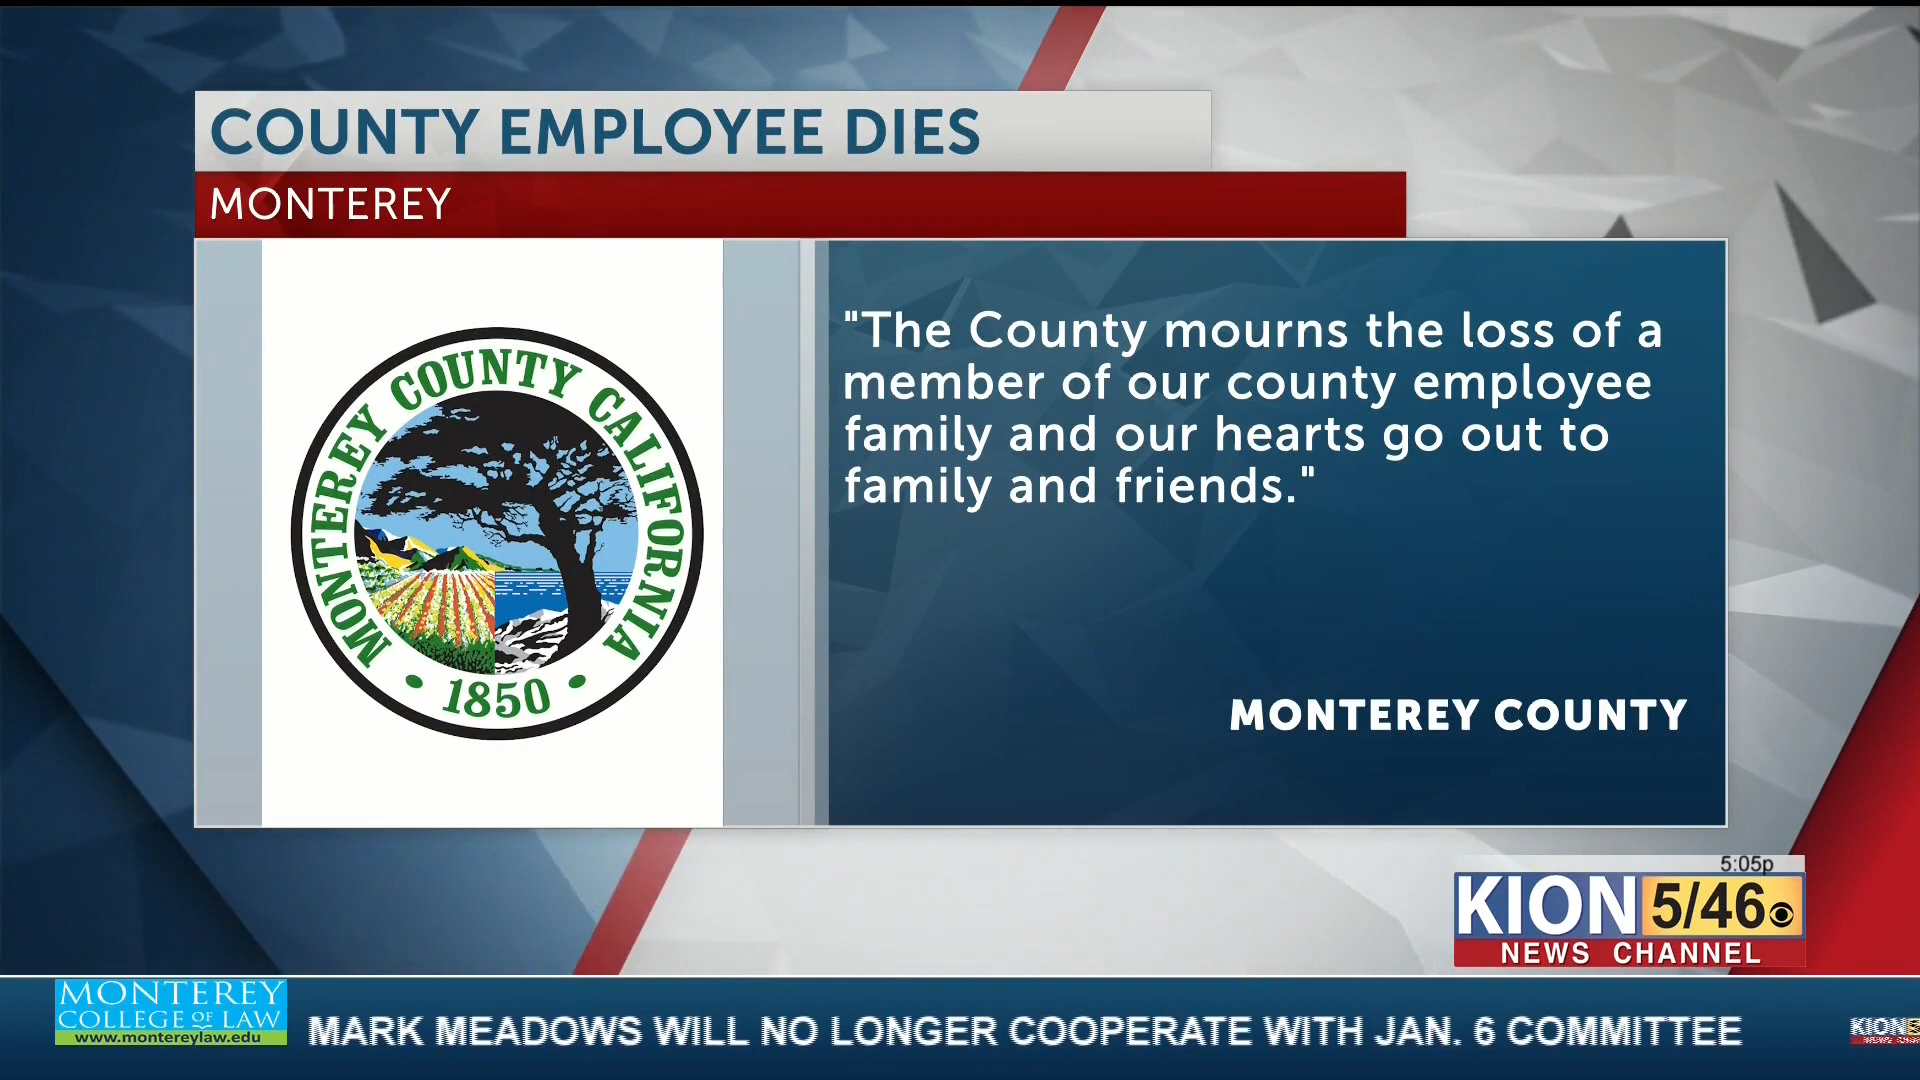 COUNTY EMPLOYEE DIES
MONTEREY
MONTEREY COUNTY CALIFORNIA
• 1850 •
"The County mourns the loss of a
member of our county employee
family and our hearts go out to
family and friends."
MONTEREY COUNTY
5:05p
KION 5/46
NEWS CHANNEL
MONTEREY
COLLEGE OF LAW
www.montereylaw.edu
MARK MEADOWS WILL NO LONGER COOPERATE WITH JAN. 6 COMMITTEE
KION